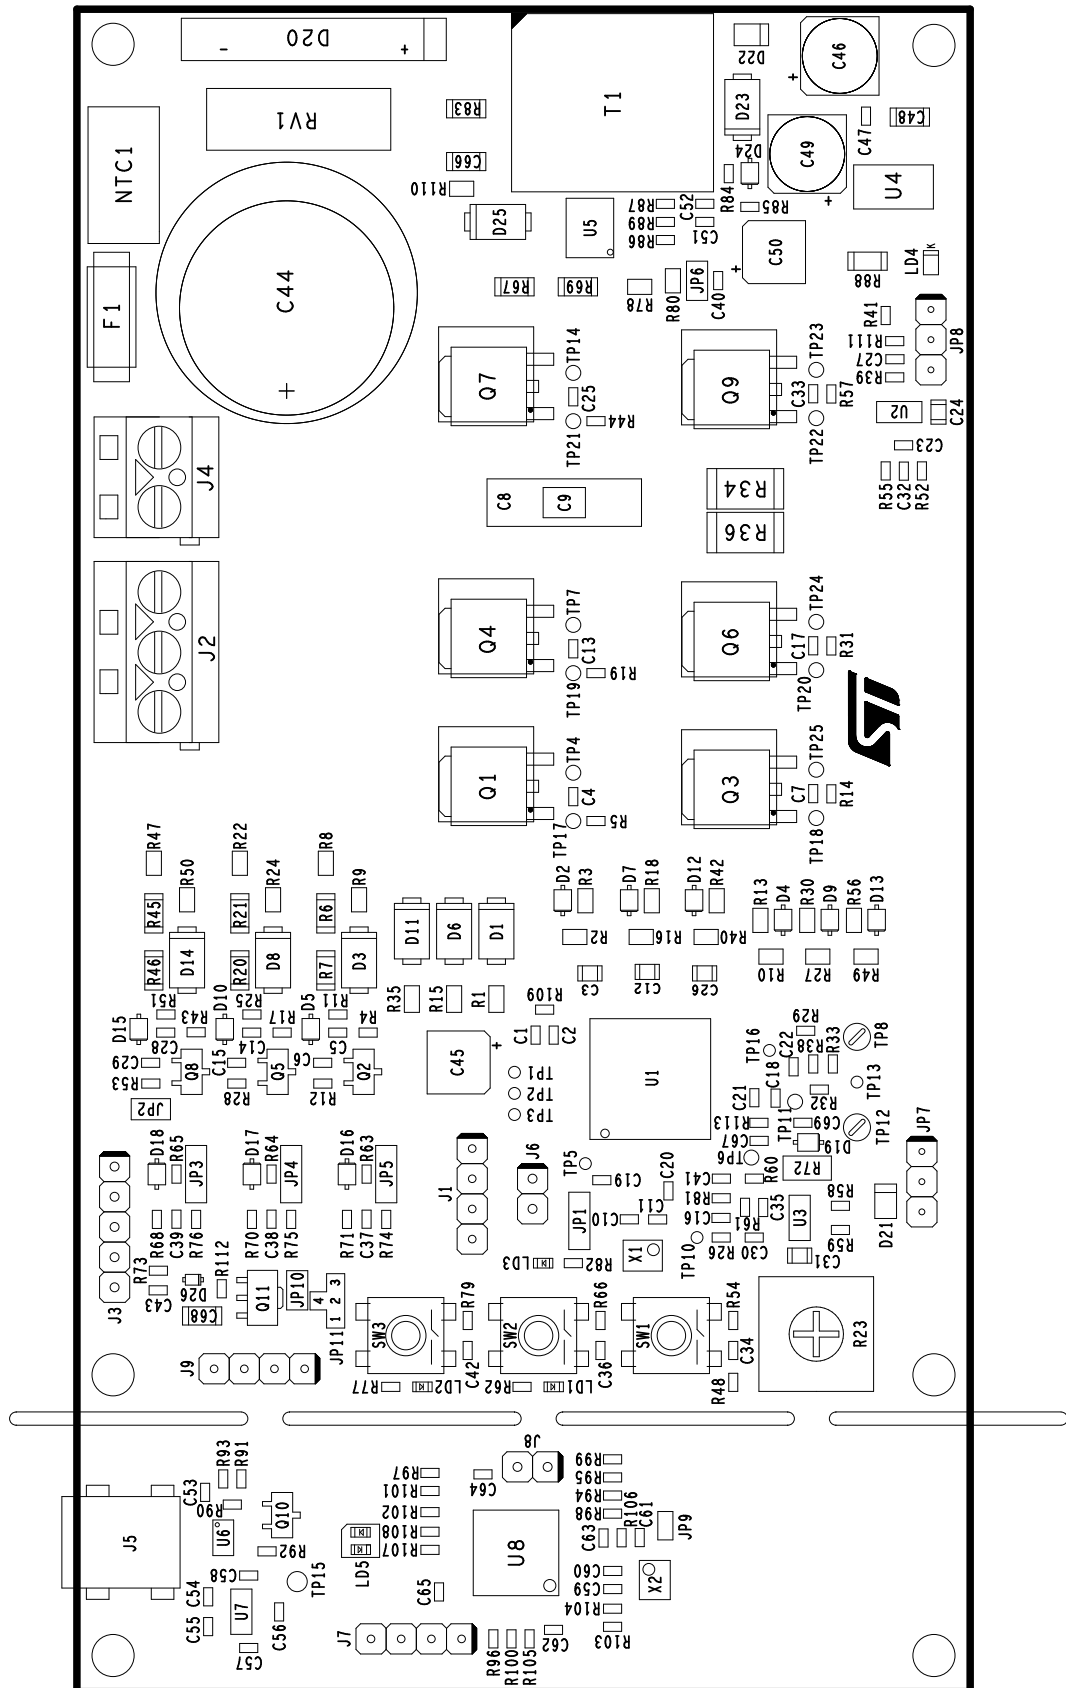 D20
-
+
D22
C46
+
RV1
R83
T1
D23
C47
C48
NTC1
C66
C49
+
D24
R110
R84
U4
D25
U5
R87
C52
R85
R89
C51
R86
C50
+
LD4
K
F1
C44
+
R67
R69
R78
R80
JP6
C40
R88
R41
JP8
R111
C27
R39
Q7
TP14
C25
TP21
R44
Q9
TP23
C33
R57
TP22
U2
C24
C23
J4
C8
C9
R34
R36
R55
C32
R52
J2
Q4
TP7
C13
TP19
R19
Q6
TP24
C17
R31
TP20
ST
Q1
TP4
C4
TP17
R5
Q3
TP25
C7
R14
TP18
R47
R22
R8
R50
R24
R9
R45
R21
R6
D2
R3
D7
R18
D12
R42
R13
D4
R30
D9
R56
D13
D11
D6
D1
R46
D14
R20
D8
R7
D3
R2
R16
R40
R10
R27
R49
C3
C12
C26
R35
R15
R1
R109
R51
D10
R25
D5
R11
D15
R43
R17
R4
C28
C14
C5
C29
Q8
C15
Q5
C6
Q2
R53
R28
R12
C45
+
C1
C2
U1
TP16
R29
C22
R38
R33
TP8
TP1
TP2
TP3
C21
C18
TP13
R32
JP2
R113
TP11
C69
TP12
C67
D19
JP7
D18
R65
D17
R64
D16
R63
J6
TP5
TP6
JP3
JP4
JP5
J1
C19
C20
C41
R60
R72
R81
R58
R68
C39
R76
R70
C38
R75
R71
C37
R74
JP1
C10
C11
C16
R61
C35
U3
D21
R73
R112
LD3
R82
X1
TP10
R26
C30
C31
R59
J3
C43
D26
C68
Q11
JP10
4
1 2 3
JP11
SW3
R79
SW2
R66
SW1
R54
R23
C42
C36
C34
J9
R77
LD2
R62
LD1
R48
R93
R91
J8
C53
R97
R99
R101
C64
R95
R90
R102
R94
J5
U6
Q10
R108
R98
R106
R107
U8
C63
C61
JP9
R92
LD5
C58
TP15
C60
X2
C54
C65
C59
U7
R104
C55
C56
J7
C62
R103
C57
R96
R100
R105